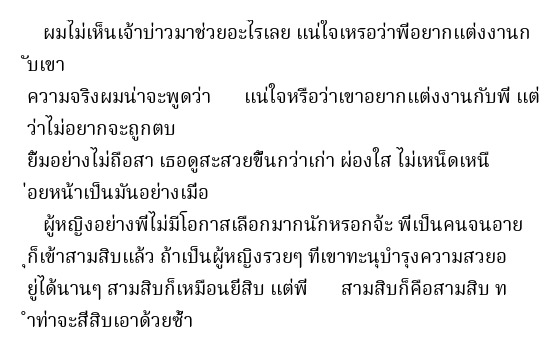 ผมไม่เห็นเจ้าบ่าวมาช่วยอะไรเลย แน่ใจเหรอว่าพี่อยากแต่งงานก
ับเขา
ความจริงผมน่าจะพูดว่า แน่ใจหรือว่าเขาอยากแต่งงานกับพี่ แต่
ว่าไม่อยากจะถูกตบ
ยิ้มอย่างไม่ถือสา เธอดูสะสวยขึ้นกว่าเก่า ผ่องใส ไม่เหน็ดเหนื
่อยหน้าเป็นมันอย่างเมื่อ
ผู้หญิงอย่างพี่ไม่มีโอกาสเลือกมากนักหรอกจ้ะ พี่เป็นคนจนอาย
ุก็เข้าสามสิบแล้ว ถ้าเป็นผู้หญิงรวยๆ ที่เขาทะนุบำรุงความสวยอ
ยู่ได้นานๆ สามสิบก็เหมือนยี่สิบ แต่พี่ สามสิบก็คือสามสิบ ท
ำท่าจะสี่สิบเอาด้วยซ้ำ